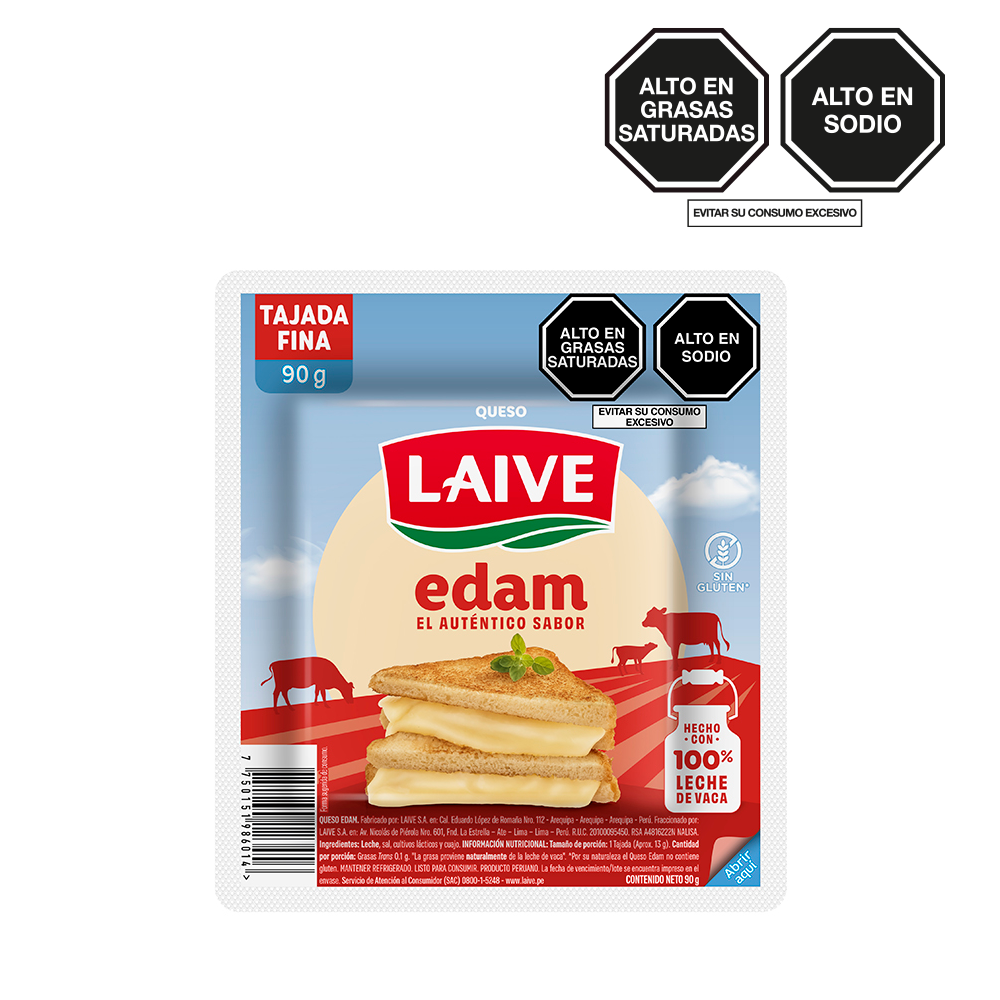 ALTO EN
GRASAS
SATURADAS
ALTO EN
SODIO
EVITAR SU CONSUMO EXCESIVO
TAJADA
FINA
90 g
ALTO EN
GRASAS
SATURADAS
ALTO EN
SODIO
EVITAR SU CONSUMO
EXCESIVO
QUESO
LAIVE
edam
EL AUTÉNTICO SABOR
SIN
GLUTEN*
HECHO
·CON·
100%
LECHE
DE VACA
Forma sugerida de consumo.
7 750151 986014 >
QUESO EDAM. Fabricado por: LAIVE S.A. en: Cal. Eduardo López de Romaña Nro. 112 - Arequipa - Arequipa - Arequipa - Perú. Fraccionado por:
LAIVE S.A. en: Av. Nicolás de Piérola Nro. 601, Fnd. La Estrella – Ate – Lima – Lima – Perú. R.U.C. 20100095450. RSA A4816222N NALISA.
Ingredientes: Leche, sal, cultivos lácticos y cuajo. INFORMACIÓN NUTRICIONAL: Tamaño de porción: 1 Tajada (Aprox. 13 g). Cantidad
por porción: Grasas Trans 0.1 g. "La grasa proviene naturalmente de la leche de vaca". *Por su naturaleza el Queso Edam no contiene
gluten. MANTENER REFRIGERADO. LISTO PARA CONSUMIR. PRODUCTO PERUANO. La fecha de vencimiento/lote se encuentra impreso en el
envase. Servicio de Atención al Consumidor (SAC) 0800-1-5248 - www.laive.pe
CONTENIDO NETO 90 g
Abrir
aquí